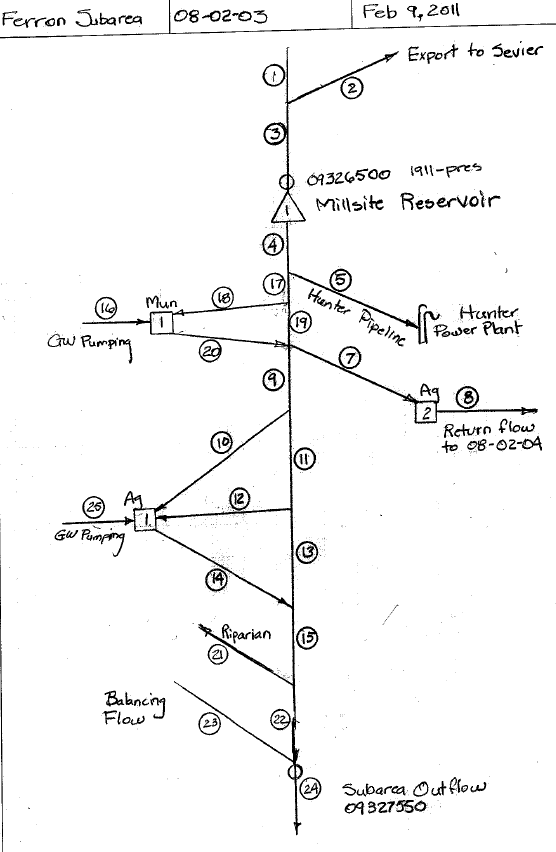 Ferron Subarea 08-02-03 Feb 9, 2011
1
Export to Sevier
2
3
09326500 1911-pres
1 Millsite Reservoir
4
17
5
18
Hunter Pipeline
Hunter
Power Plant
16
Mun
1
GW Pumping
19
20
7
9
Ag
2
8
Return flow
to 08-02-04
10
11
25
Ag
1
12
GW Pumping
13
14
15
Riparian
21
Balancing
Flow
23
22
24
Subarea Outflow
09327550